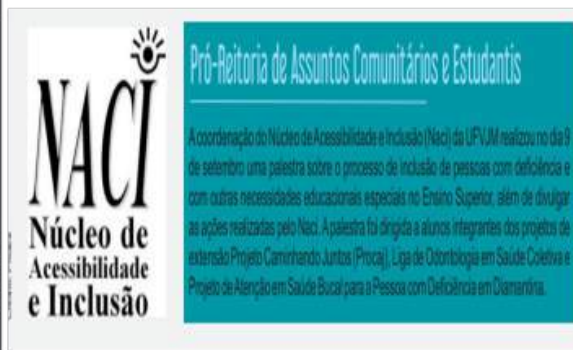 NACI
Núcleo de
Acessibilidade
e Inclusão
Pró-Reitoria de Assuntos Comunitários e Estudantis
A coordenação do Núcleo de Acessibilidade e Inclusão (Naci) da UFVJM realizou no dia 9
de setembro uma palestra sobre o processo de inclusão de pessoas com deficiência e
com outras necessidades educacionais especiais no Ensino Superior, além de divulgar
as ações realizadas pelo Naci. A palestra foi dirigida a alunos integrantes dos projetos de
extensão Projeto Caminhando Juntos (Procaj), Liga de Odontologia em Saúde Coletiva e
Projeto de Atenção em Saúde Bucal para a Pessoa com Deficiência em Diamantina.